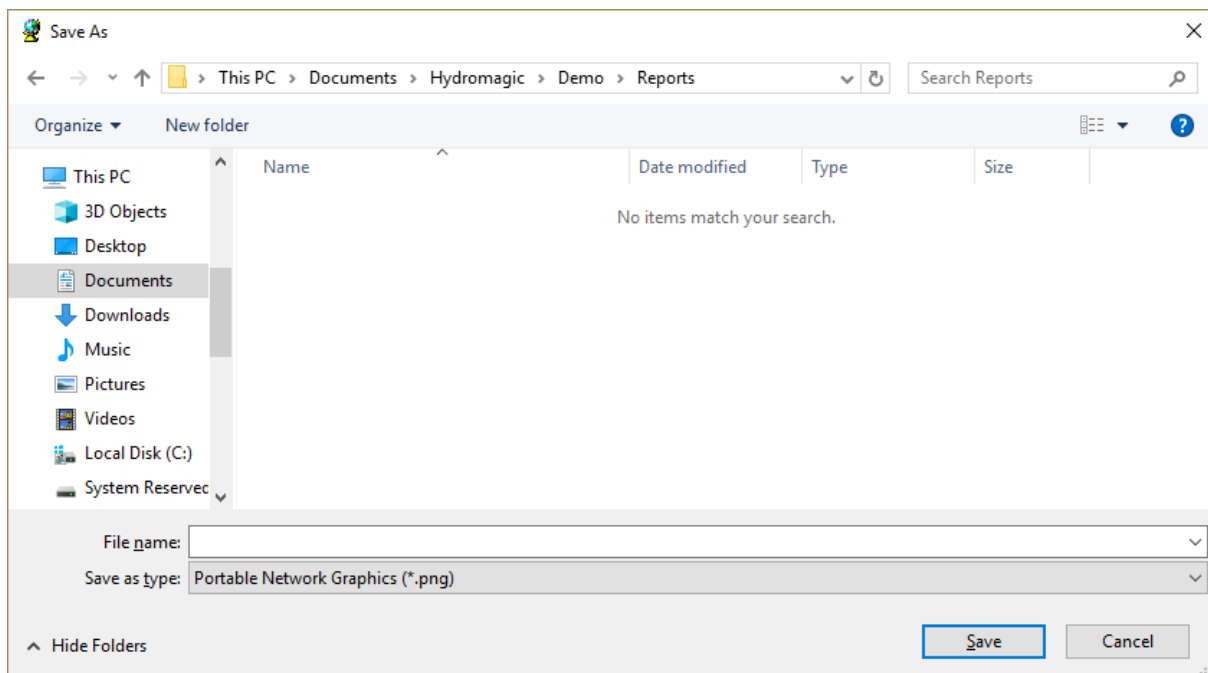 Save As
This PC > Documents > Hydromagic > Demo > Reports
Search Reports
Organize
New folder
?
Name
Date modified
Type
Size
No items match your search.
This PC
3D Objects
Desktop
Documents
Downloads
Music
Pictures
Videos
Local Disk (C:)
System Reserved
File name:
Save as type: Portable Network Graphics (*.png)
Hide Folders
Save
Cancel